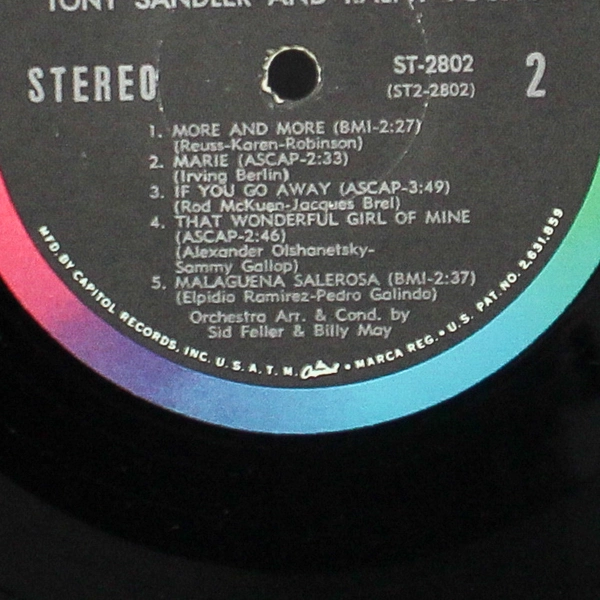 TONY SANDLER AND RALPH
STEREO
ST-2802
(ST2-2802)
2
1. MORE AND MORE (BMI-2:27)
(Reuss-Karen-Robinson)
2. MARIE (ASCAP-2:33)
(Irving Berlin)
3. IF YOU GO AWAY (ASCAP-3:49)
(Rod McKuen-Jacques Brel)
4. THAT WONDERFUL GIRL OF MINE
(ASCAP-2:46)
(Alexander Olshanetsky-
Sammy Gallop)
5. MALAGUENA SALEROSA (BMI-2:37)
(Elpidio Ramirez-Pedro Galindo)
Orchestra Arr. & Cond. by
Sid Feller & Billy May
MFD. BY CAPITOL RECORDS, INC. U.S.A. T.M. Capitol • MARCA REG. • U.S. PAT. NO. 2,631,859